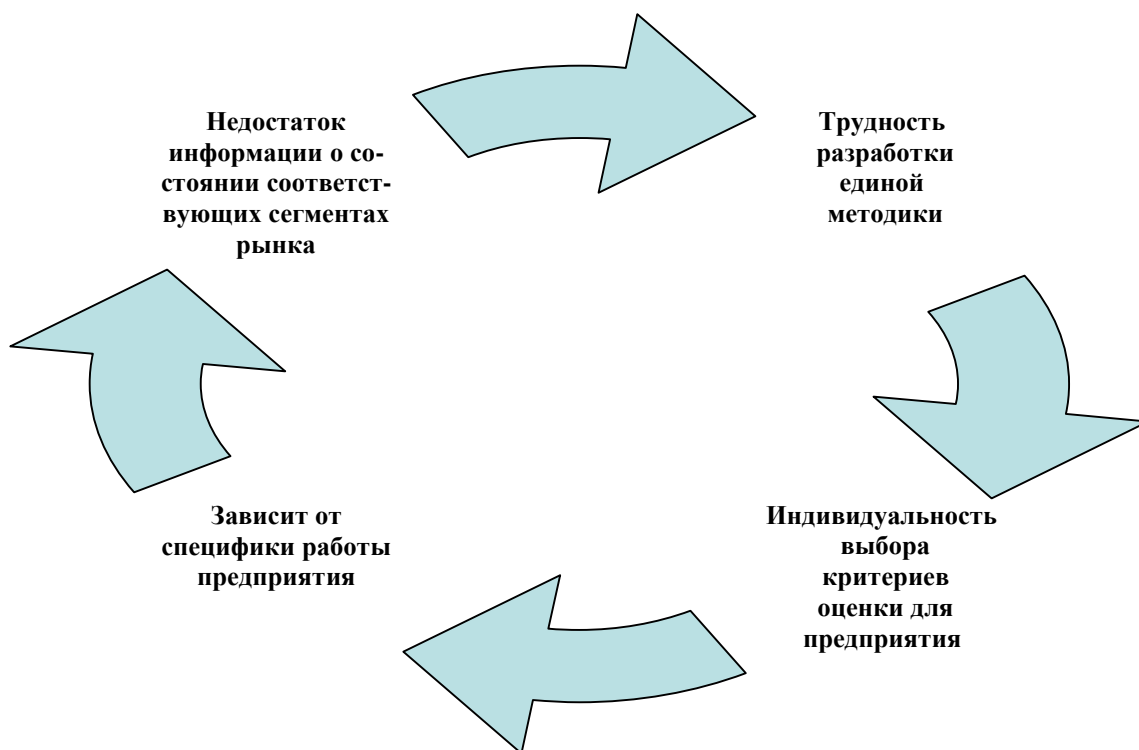 Недостаток
информации о со-
стоянии соответст-
вующих сегментах
рынка
Трудность
разработки
единой
методики
Индивидуальность
выбора
критериев
оценки для
предприятия
Зависит от
специфики работы
предприятия